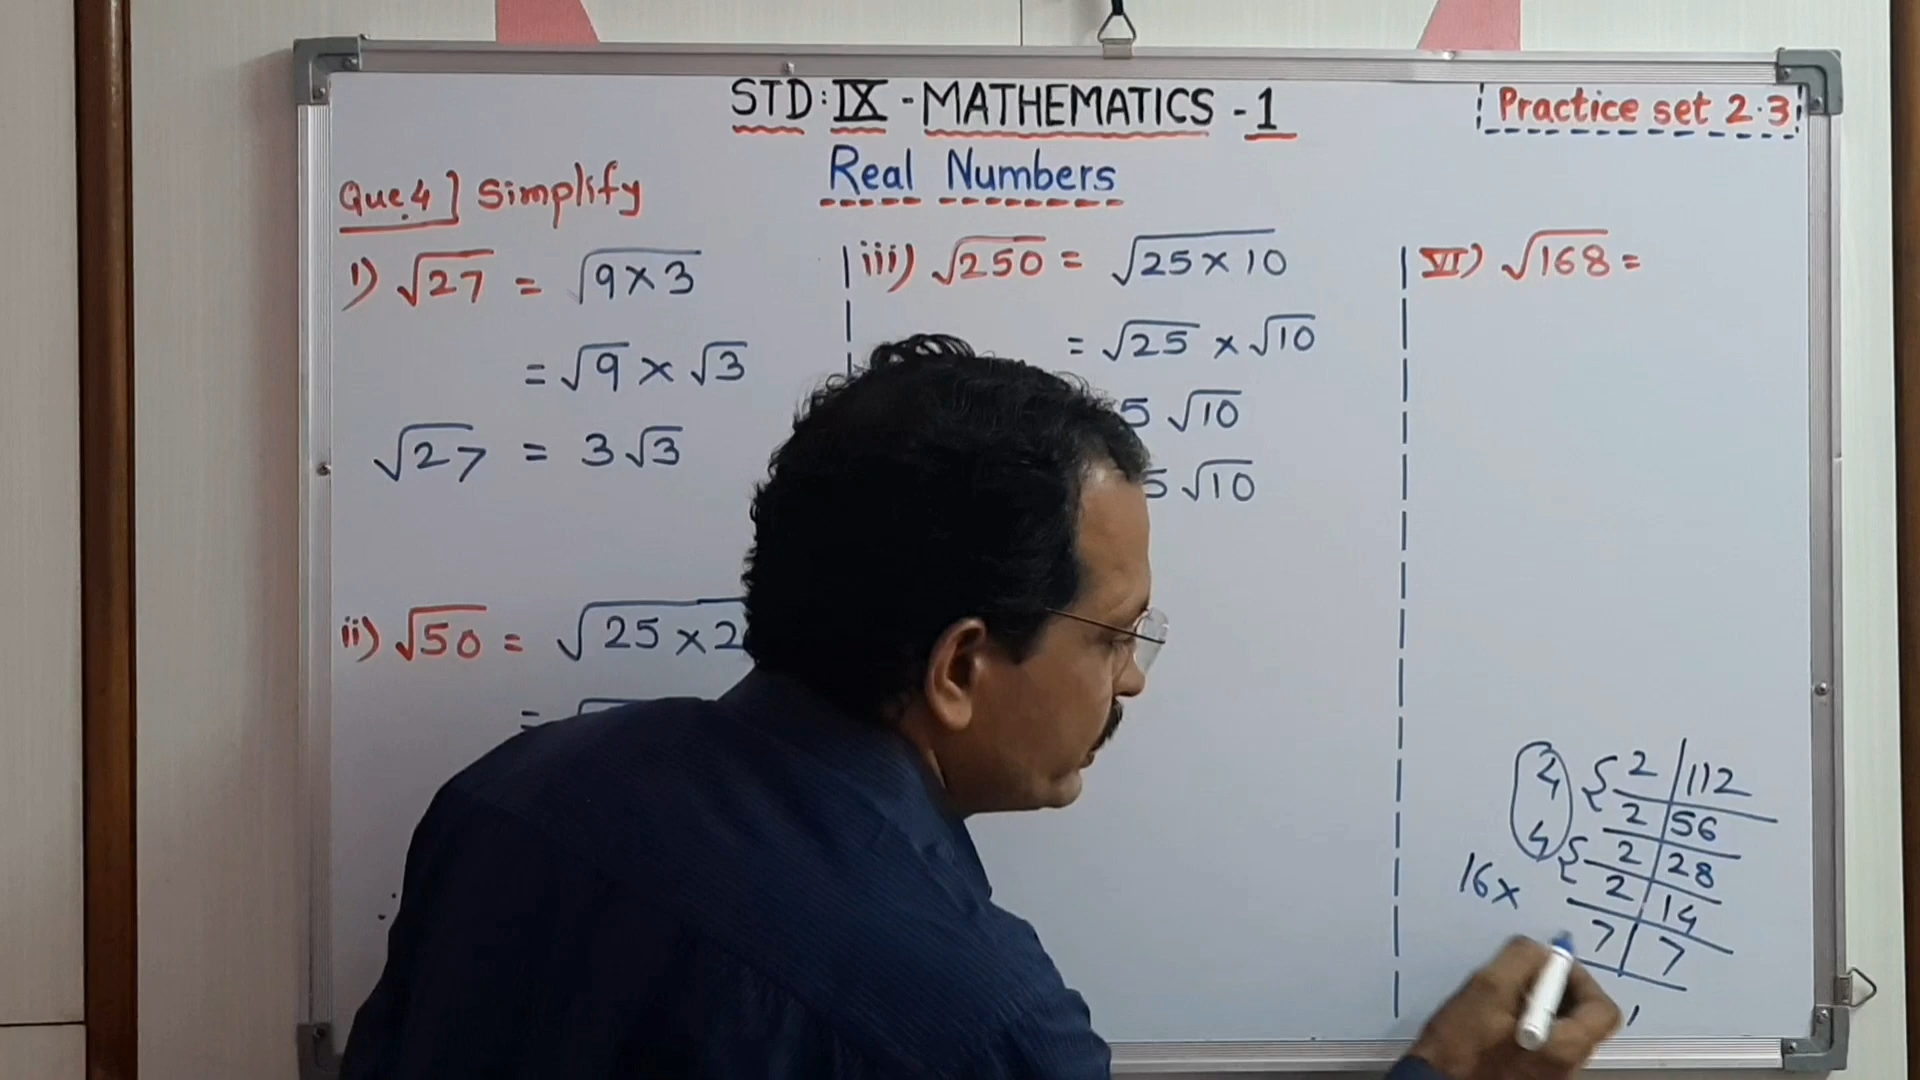 STD : IX - MATHEMATICS - 1
Practice set 2.3
Real Numbers
Que.4] Simplify
i) √27 = √9×3
= √9 × √3
√27 = 3√3
ii) √50 = √25×2
=
iii) √250 = √25×10
= √25 × √10
5√10
5√10
VI) √168 =
2 | 112
2 | 56
2 | 28
2 | 14
7 | 7
1
4
4
16×